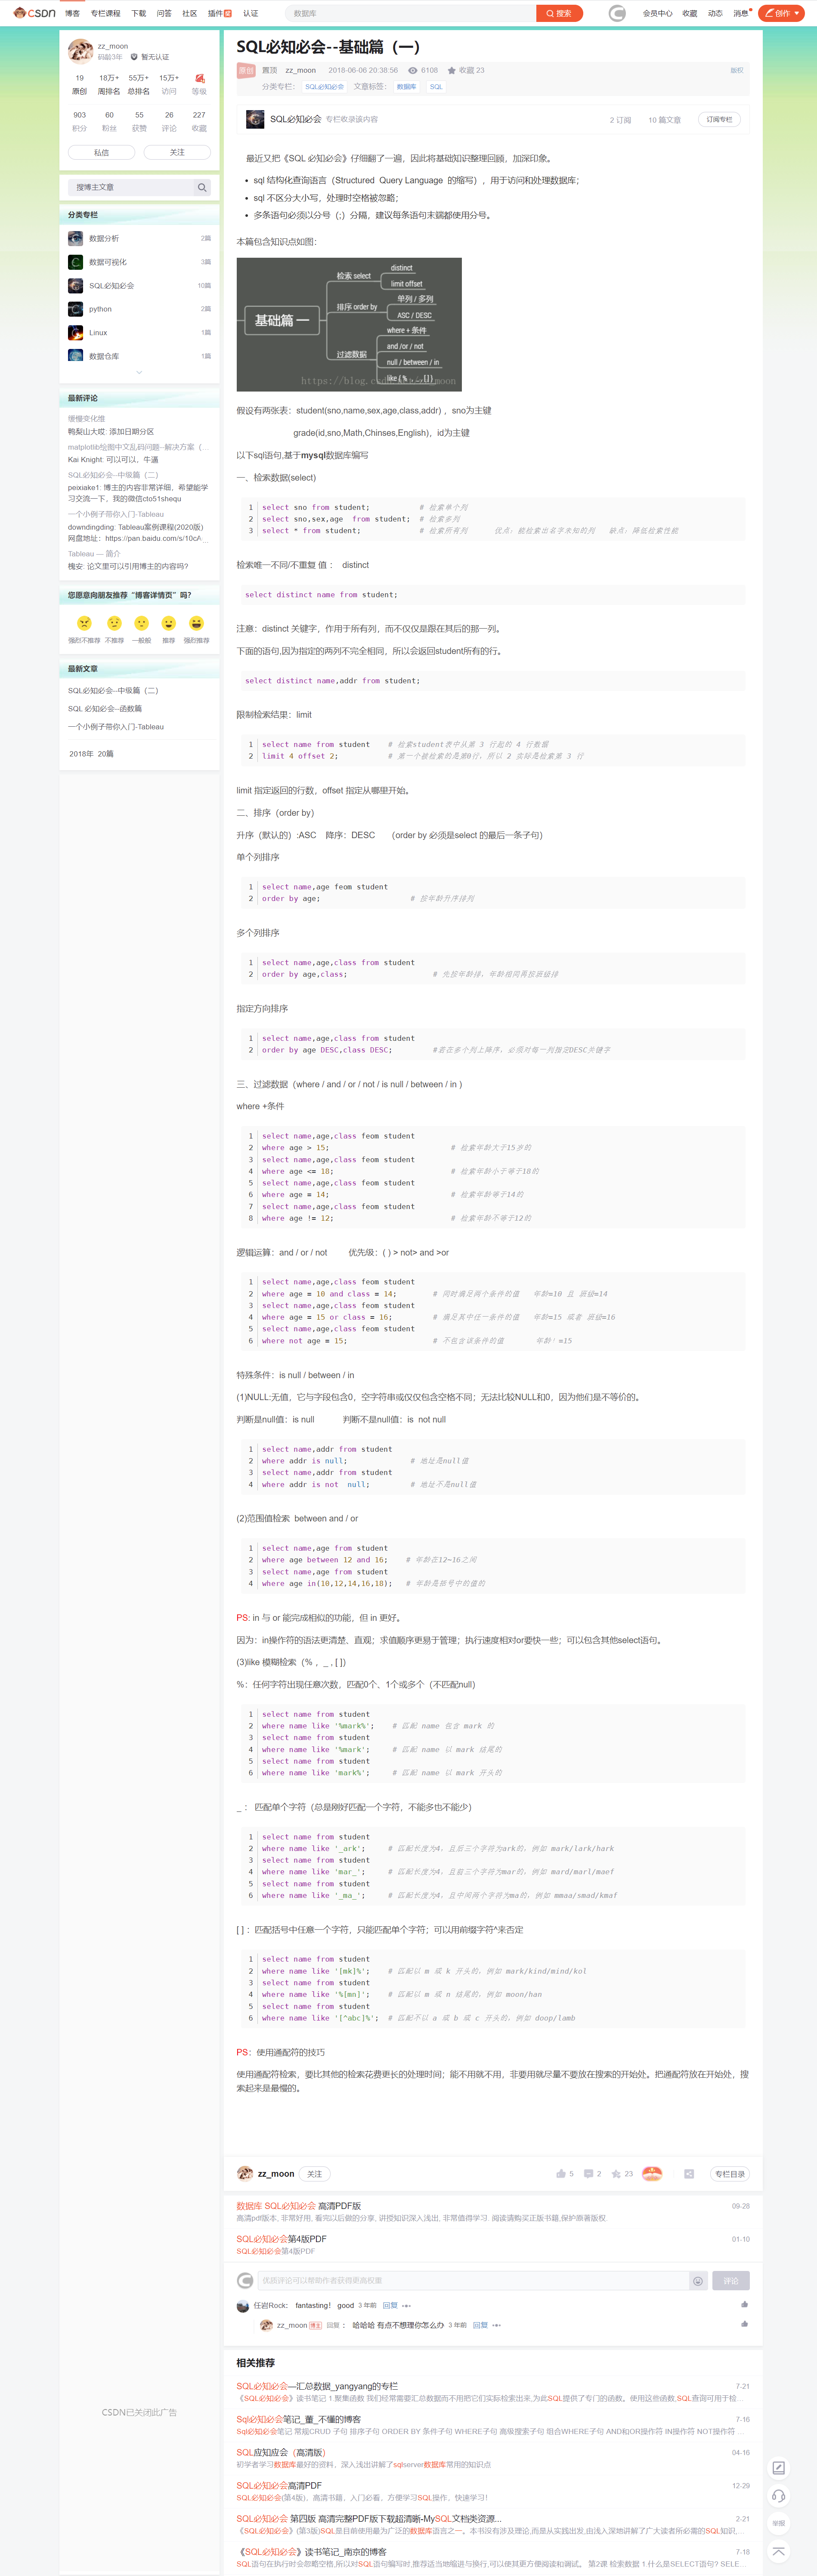 CSDN 博客 专栏课程 下载 问答 社区 插件 认证 数据库 搜索 会员中心 收藏 动态 消息 创作
zz_moon
码龄3年 暂无认证
19 18万+ 55万+ 15万+
原创 周排名 总排名 访问 等级
903 60 55 26 227
积分 粉丝 获赞 评论 收藏
私信 关注
搜博主文章
分类专栏
数据分析 2篇
数据可视化 3篇
SQL必知必会 10篇
python 2篇
Linux 1篇
数据仓库 1篇
最新评论
缓慢变化维
鸭梨山大哎: 添加日期分区
matplotlib绘图中文乱码问题--解决方案（...
Kai Knight: 可以可以，牛逼
SQL必知必会--中级篇（二）
peixiake1: 博主的内容非常详细，希望能学
习交流一下，我的微信cto51shequ
一个小例子带你入门-Tableau
downdingding: Tableau案例课程(2020版)
网盘地址：https://pan.baidu.com/s/10cA...
Tableau — 简介
槐安: 论文里可以引用博主的内容吗?
您愿意向朋友推荐“博客详情页”吗？
强烈不推荐 不推荐 一般般 推荐 强烈推荐
最新文章
SQL必知必会--中级篇（二）
SQL 必知必会--函数篇
一个小例子带你入门-Tableau
2018年 20篇
CSDN已关闭此广告
SQL必知必会--基础篇（一）
原创 置顶 zz_moon 2018-06-06 20:38:56 6108 收藏 23 版权
分类专栏： SQL必知必会 文章标签： 数据库 SQL
SQL必知必会 专栏收录该内容 2 订阅 10 篇文章 订阅专栏
最近又把《SQL 必知必会》仔细翻了一遍，因此将基础知识整理回顾，加深印象。
sql 结构化查询语言（Structured Query Language 的缩写），用于访问和处理数据库；
sql 不区分大小写，处理时空格被忽略；
多条语句必须以分号（;）分隔，建议每条语句末端都使用分号。
本篇包含知识点如图：
基础篇 一
检索 select
distinct
limit offset
排序 order by
单列 / 多列
ASC / DESC
过滤数据
where + 条件
and /or / not
null / between / in
like ( % , _ , [ ] )
假设有两张表：student(sno,name,sex,age,class,addr) ，sno为主键
grade(id,sno,Math,Chinses,English)，id为主键
以下sql语句,基于mysql数据库编写
一、检索数据(select)
1 select sno from student; # 检索单个列
2 select sno,sex,age from student; # 检索多列
3 select * from student; # 检索所有列 优点：能检索出名字未知的列 缺点：降低检索性能
检索唯一不同/不重复 值 ： distinct
select distinct name from student;
注意：distinct 关键字，作用于所有列，而不仅仅是跟在其后的那一列。
下面的语句,因为指定的两列不完全相同，所以会返回student所有的行。
select distinct name,addr from student;
限制检索结果：limit
1 select name from student # 检索student表中从第 3 行起的 4 行数据
2 limit 4 offset 2; # 第一个被检索的是第0行，所以 2 实际是检索第 3 行
limit 指定返回的行数，offset 指定从哪里开始。
二、排序（order by）
升序（默认的）:ASC 降序：DESC （order by 必须是select 的最后一条子句）
单个列排序
1 select name,age feom student
2 order by age; # 按年龄升序排列
多个列排序
1 select name,age,class from student
2 order by age,class; # 先按年龄排，年龄相同再按班级排
指定方向排序
1 select name,age,class from student
2 order by age DESC,class DESC; #若在多个列上降序，必须对每一列指定DESC关键字
三、过滤数据（where / and / or / not / is null / between / in ）
where +条件
1 select name,age,class feom student
2 where age > 15; # 检索年龄大于15岁的
3 select name,age,class feom student
4 where age <= 18; # 检索年龄小于等于18的
5 select name,age,class feom student
6 where age = 14; # 检索年龄等于14的
7 select name,age,class feom student
8 where age != 12; # 检索年龄不等于12的
逻辑运算：and / or / not 优先级：( ) > not> and >or
1 select name,age,class feom student
2 where age = 10 and class = 14; # 同时满足两个条件的值 年龄=10 且 班级=14
3 select name,age,class feom student
4 where age = 15 or class = 16; # 满足其中任一条件的值 年龄=15 或者 班级=16
5 select name,age,class feom student
6 where not age = 15; # 不包含该条件的值 年龄！=15
特殊条件：is null / between / in
(1)NULL:无值，它与字段包含0，空字符串或仅仅包含空格不同；无法比较NULL和0，因为他们是不等价的。
判断是null值：is null 判断不是null值：is not null
1 select name,addr from student
2 where addr is null; # 地址是null值
3 select name,addr from student
4 where addr is not null; # 地址不是null值
(2)范围值检索 between and / or
1 select name,age from student
2 where age between 12 and 16; # 年龄在12~16之间
3 select name,age from student
4 where age in(10,12,14,16,18); # 年龄是括号中的值的
PS: in 与 or 能完成相似的功能，但 in 更好。
因为：in操作符的语法更清楚、直观；求值顺序更易于管理；执行速度相对or要快一些；可以包含其他select语句。
(3)like 模糊检索（% ，_ , [ ]）
%：任何字符出现任意次数，匹配0个、1个或多个（不匹配null）
1 select name from student
2 where name like '%mark%'; # 匹配 name 包含 mark 的
3 select name from student
4 where name like '%mark'; # 匹配 name 以 mark 结尾的
5 select name from student
6 where name like 'mark%'; # 匹配 name 以 mark 开头的
_ ： 匹配单个字符（总是刚好匹配一个字符，不能多也不能少）
1 select name from student
2 where name like '_ark'; # 匹配长度为4，且后三个字符为ark的，例如 mark/lark/hark
3 select name from student
4 where name like 'mar_'; # 匹配长度为4，且前三个字符为mar的，例如 mard/marl/maef
5 select name from student
6 where name like '_ma_'; # 匹配长度为4，且中间两个字符为ma的，例如 mmaa/smad/kmaf
[ ] ：匹配括号中任意一个字符，只能匹配单个字符；可以用前缀字符^来否定
1 select name from student
2 where name like '[mk]%'; # 匹配以 m 或 k 开头的，例如 mark/kind/mind/kol
3 select name from student
4 where name like '%[mn]'; # 匹配以 m 或 n 结尾的，例如 moon/han
5 select name from student
6 where name like '[^abc]%'; # 匹配不以 a 或 b 或 c 开头的，例如 doop/lamb
PS：使用通配符的技巧
使用通配符检索，要比其他的检索花费更长的处理时间；能不用就不用，非要用就尽量不要放在搜索的开始处。把通配符放在开始处，搜
索起来是最慢的。
zz_moon 关注 5 2 23 专栏目录
数据库 SQL必知必会 高清PDF版 09-28
高清pdf版本, 非常好用, 看完以后做的分享, 讲授知识深入浅出, 非常值得学习. 阅读请购买正版书籍,保护原著版权
SQL必知必会第4版PDF 01-10
SQL必知必会第4版PDF
优质评论可以帮助作者获得更高权重 评论
任岩Rock: fantasting！ good 3 年前 回复
zz_moon 博主 回复 ： 哈哈哈 有点不想理你怎么办 3 年前 回复
相关推荐
SQL必知必会—汇总数据_yangyang的专栏 7-21
《SQL必知必会》读书笔记 1.聚集函数 我们经常需要汇总数据而不用把它们实际检索出来,为此SQL提供了专门的函数。使用这些函数,SQL查询可用于检...
Sql必知必会笔记_董_不懂的博客 7-16
Sql必知必会笔记 常规CRUD 子句 排序子句 ORDER BY 条件子句 WHERE子句 高级搜索子句 组合WHERE子句 AND和OR操作符 IN操作符 NOT操作符 ...
SQL应知应会（高清版） 04-16
初学者学习数据库最好的资料，深入浅出讲解了sqlserver数据库常用的知识点
SQL必知必会高清PDF 12-29
SQL必知必会(第4版)，高清书籍，入门必看，方便学习SQL操作，快速学习！
SQL必知必会 第四版 高清完整PDF版下载超清晰-MySQL文档类资源... 2-21
《SQL必知必会》(第3版)SQL是目前使用最为广泛的数据库语言之一。本书没有涉及理论,而是从实践出发,由浅入深地讲解了广大读者所必需的SQL知识,...
《SQL必知必会》读书笔记_南京的博客 7-18
SQL语句在执行时会忽略空格,所以对SQL语句编写时,推荐适当地缩进与换行,可以使其更方便阅读和调试。 第2课 检索数据 1.什么是SELECT语句? SELE...
举报